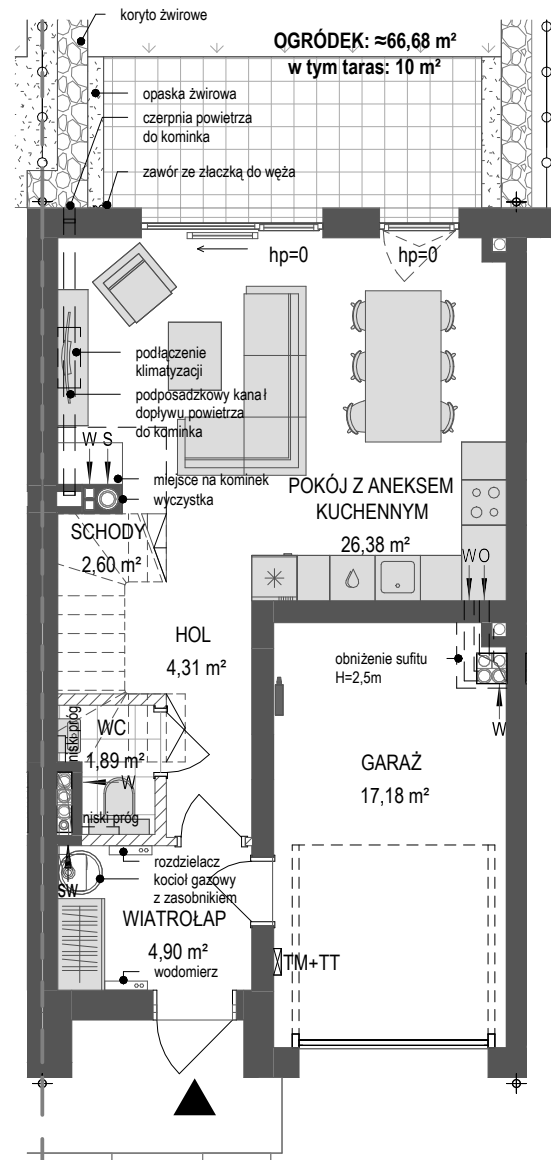 koryto żwirowe
OGRÓDEK: ≈66,68 m²
w tym taras: 10 m²
opaska żwirowa
czerpnia powietrza
do kominka
zawór ze złaczką do węża
hp=0
hp=0
podłączenie
klimatyzacji
podposadzkowy kanał
dopływu powietrza
do kominka
W S
miejsce na kominek
wyczystka
POKÓJ Z ANEKSEM
KUCHENNYM
26,38 m²
SCHODY
2,60 m²
WO
HOL
4,31 m²
obniżenie sufitu
H=2,5m
W
niski próg
WC
1,89 m²
W
niski próg
GARAŻ
17,18 m²
SW
rozdzielacz
kocioł gazowy
z zasobnikiem
WIATROŁAP
4,90 m²
wodomierz
TM+TT